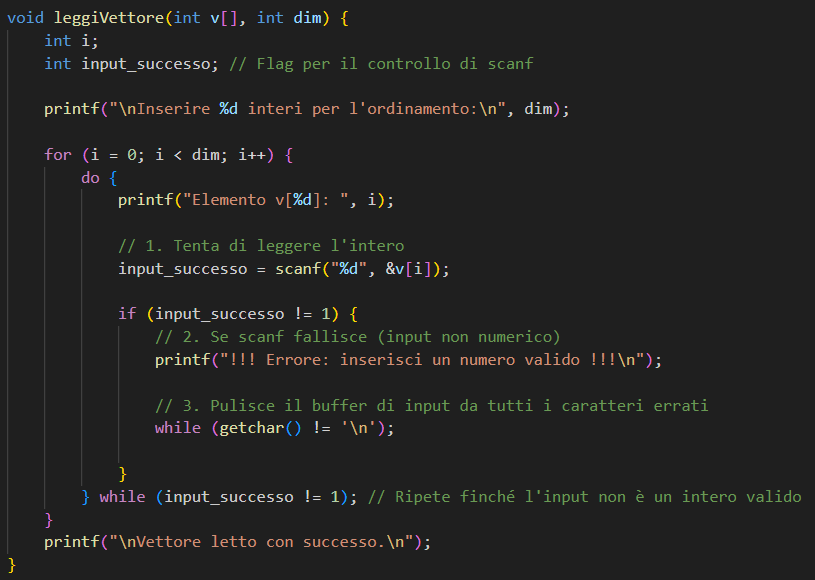 void leggiVettore(int v[], int dim) {
    int i;
    int input_successo; // Flag per il controllo di scanf
    printf("\nInserire %d interi per l'ordinamento:\n", dim);
    for (i = 0; i < dim; i++) {
        do {
            printf("Elemento v[%d]: ", i);
            // 1. Tenta di leggere l'intero
            input_successo = scanf("%d", &v[i]);
            if (input_successo != 1) {
                // 2. Se scanf fallisce (input non numerico)
                printf("!!! Errore: inserisci un numero valido !!!\n");
                // 3. Pulisce il buffer di input da tutti i caratteri errati
                while (getchar() != '\n');
            }
        } while (input_successo != 1); // Ripete finché l'input non è un intero valido
    }
    printf("\nVettore letto con successo.\n");
}